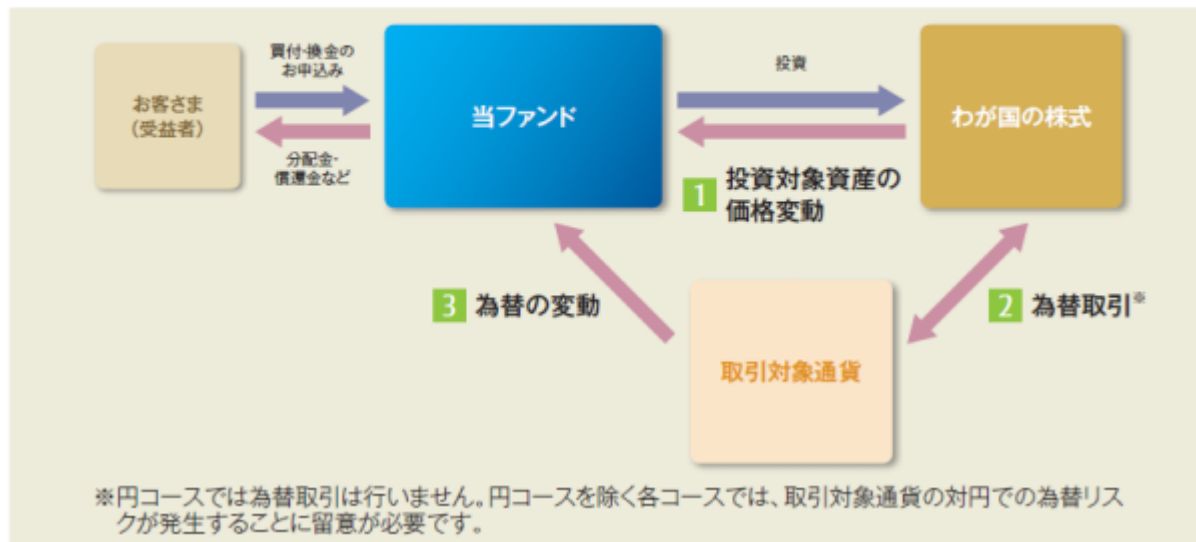 買付・換金の
お申込み
投資
お客さま
(受益者)
当ファンド
わが国の株式
分配金・
償還金など
1 投資対象資産の
価格変動
3 為替の変動
2 為替取引※
取引対象通貨
※円コースでは為替取引は行いません。円コースを除く各コースでは、取引対象通貨の対円での為替リス
クが発生することに留意が必要です。